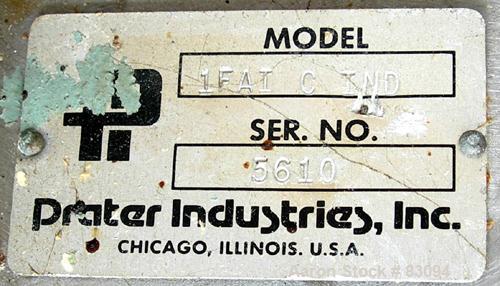 MODEL
1FAI C IND
SER. NO.
5610
Prater Industries, Inc.
CHICAGO, ILLINOIS. U.S.A.
Aaron Stock # 83094